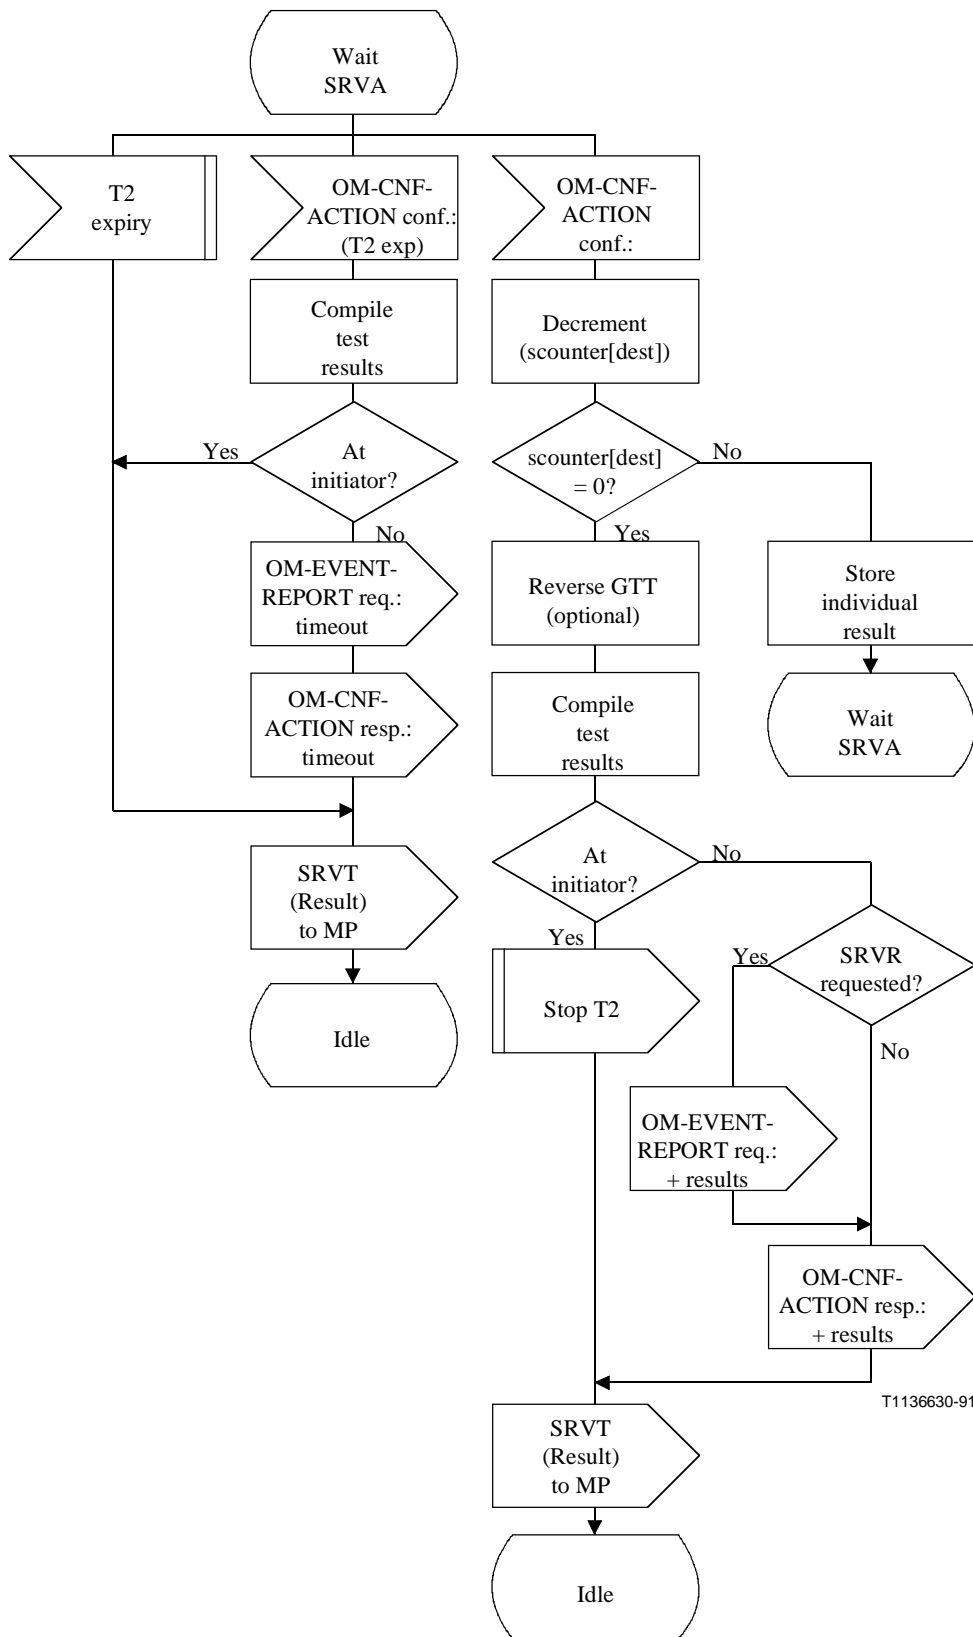 Wait
SRVA
T2
expiry
OM-CNF-
ACTION conf.:
(T2 exp)
OM-CNF-
ACTION
conf.:
Compile
test
results
Decrement
(scounter[dest])
Yes
At
initiator?
No
scounter[dest]
= 0?
No
Yes
OM-EVENT-
REPORT req.:
timeout
Reverse GTT
(optional)
Store
individual
result
OM-CNF-
ACTION resp.:
timeout
Compile
test
results
Wait
SRVA
SRVT
(Result)
to MP
At
initiator?
No
Yes
Yes
SRVR
requested?
No
Idle
Stop T2
OM-EVENT-
REPORT req.:
+ results
OM-CNF-
ACTION resp.:
+ results
T1136630-91
SRVT
(Result)
to MP
Idle